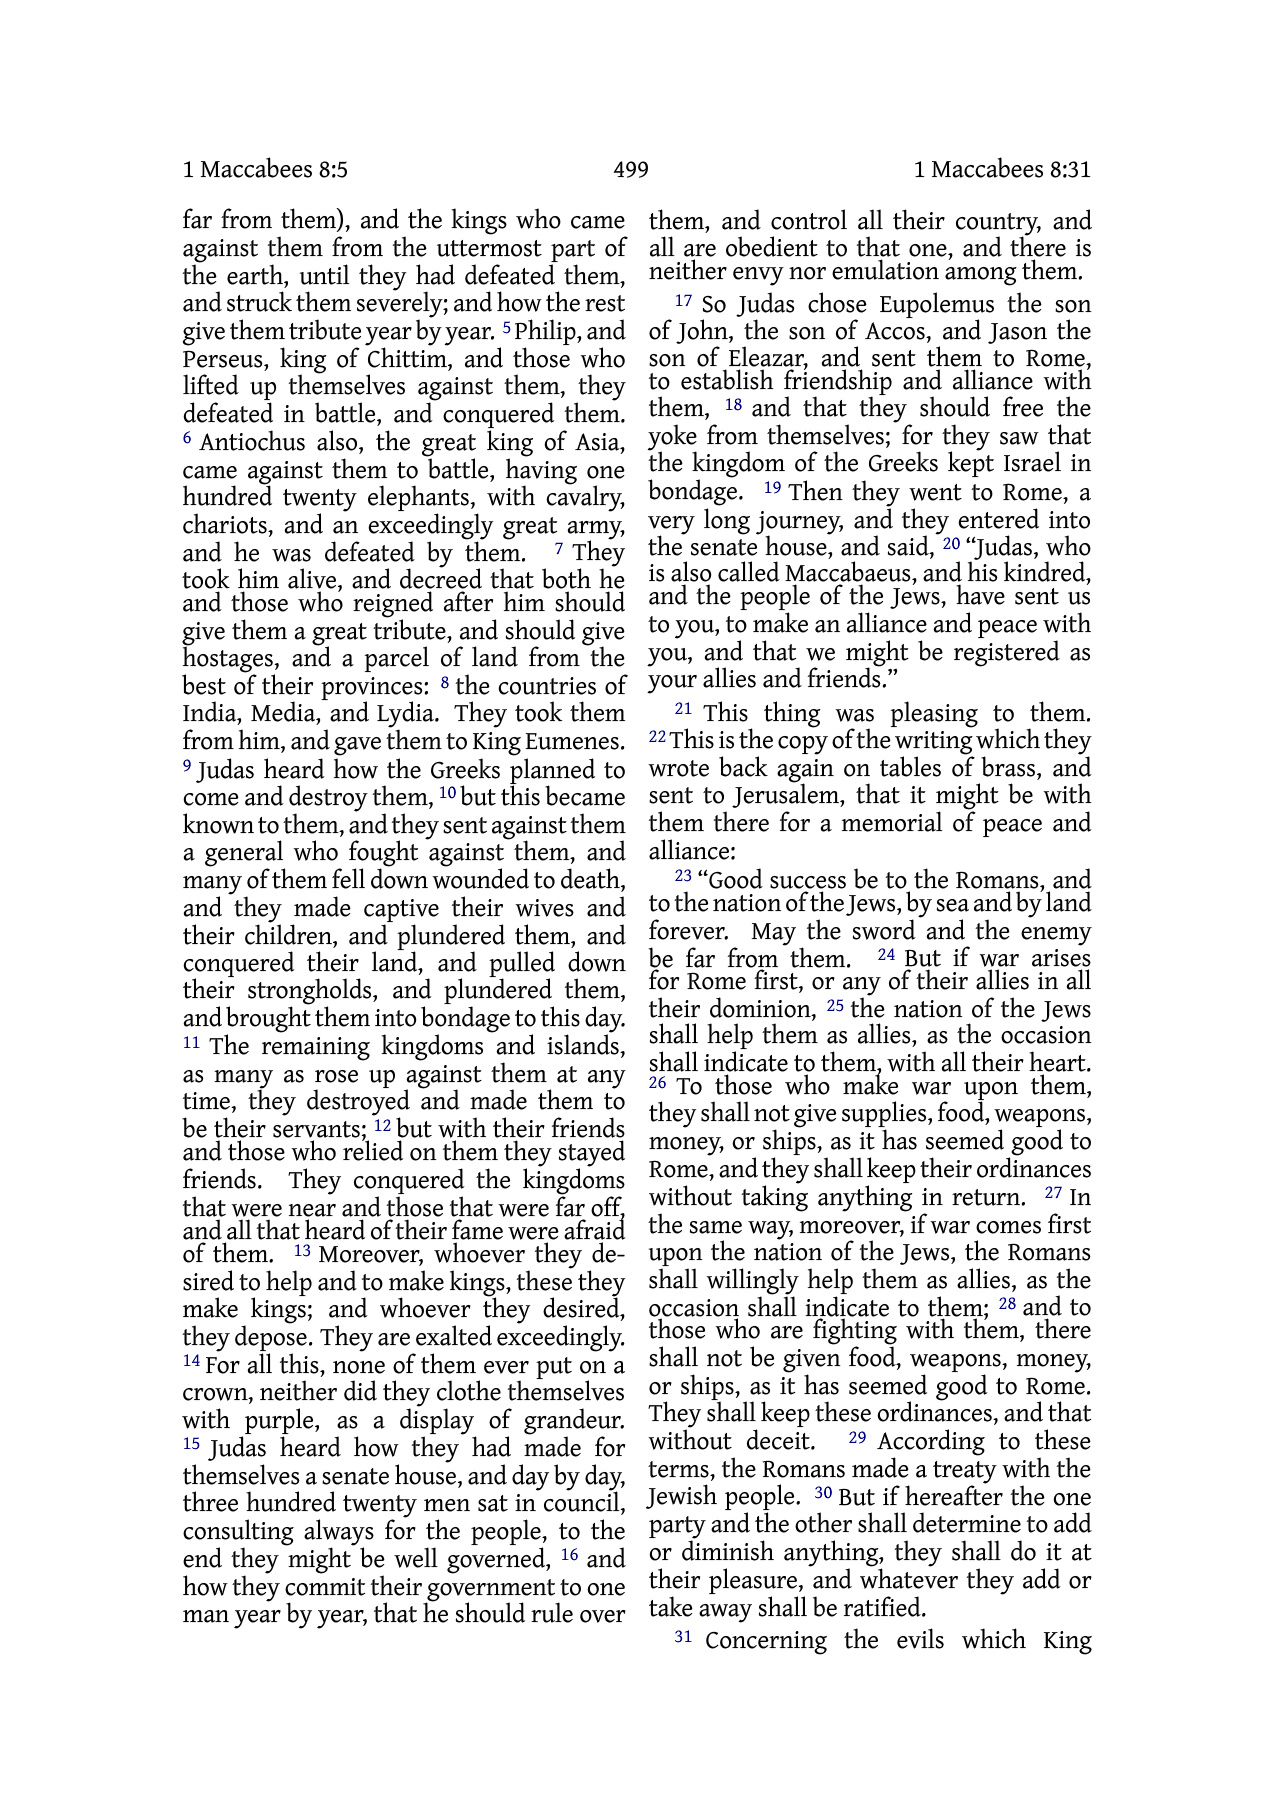 1 Maccabees 8:5 499 1 Maccabees 8:31
far from them), and the kings who came
against them from the uttermost part of
the earth, until they had defeated them,
and struck them severely; and how the rest
give them tribute year by year. 5 Philip, and
Perseus, king of Chittim, and those who
lifted up themselves against them, they
defeated in battle, and conquered them.
6 Antiochus also, the great king of Asia,
came against them to battle, having one
hundred twenty elephants, with cavalry,
chariots, and an exceedingly great army,
and he was defeated by them. 7 They
took him alive, and decreed that both he
and those who reigned after him should
give them a great tribute, and should give
hostages, and a parcel of land from the
best of their provinces: 8 the countries of
India, Media, and Lydia. They took them
from him, and gave them to King Eumenes.
9 Judas heard how the Greeks planned to
come and destroy them, 10 but this became
known to them, and they sent against them
a general who fought against them, and
many of them fell down wounded to death,
and they made captive their wives and
their children, and plundered them, and
conquered their land, and pulled down
their strongholds, and plundered them,
and brought them into bondage to this day.
11 The remaining kingdoms and islands,
as many as rose up against them at any
time, they destroyed and made them to
be their servants; 12 but with their friends
and those who relied on them they stayed
friends. They conquered the kingdoms
that were near and those that were far off,
and all that heard of their fame were afraid
of them. 13 Moreover, whoever they de-
sired to help and to make kings, these they
make kings; and whoever they desired,
they depose. They are exalted exceedingly.
14 For all this, none of them ever put on a
crown, neither did they clothe themselves
with purple, as a display of grandeur.
15 Judas heard how they had made for
themselves a senate house, and day by day,
three hundred twenty men sat in council,
consulting always for the people, to the
end they might be well governed, 16 and
how they commit their government to one
man year by year, that he should rule over
them, and control all their country, and
all are obedient to that one, and there is
neither envy nor emulation among them.
17 So Judas chose Eupolemus the son
of John, the son of Accos, and Jason the
son of Eleazar, and sent them to Rome,
to establish friendship and alliance with
them, 18 and that they should free the
yoke from themselves; for they saw that
the kingdom of the Greeks kept Israel in
bondage. 19 Then they went to Rome, a
very long journey, and they entered into
the senate house, and said, 20 “Judas, who
is also called Maccabaeus, and his kindred,
and the people of the Jews, have sent us
to you, to make an alliance and peace with
you, and that we might be registered as
your allies and friends.”
21 This thing was pleasing to them.
22 This is the copy of the writing which they
wrote back again on tables of brass, and
sent to Jerusalem, that it might be with
them there for a memorial of peace and
alliance:
23 “Good success be to the Romans, and
to the nation of the Jews, by sea and by land
forever. May the sword and the enemy
be far from them. 24 But if war arises
for Rome first, or any of their allies in all
their dominion, 25 the nation of the Jews
shall help them as allies, as the occasion
shall indicate to them, with all their heart.
26 To those who make war upon them,
they shall not give supplies, food, weapons,
money, or ships, as it has seemed good to
Rome, and they shall keep their ordinances
without taking anything in return. 27 In
the same way, moreover, if war comes first
upon the nation of the Jews, the Romans
shall willingly help them as allies, as the
occasion shall indicate to them; 28 and to
those who are fighting with them, there
shall not be given food, weapons, money,
or ships, as it has seemed good to Rome.
They shall keep these ordinances, and that
without deceit. 29 According to these
terms, the Romans made a treaty with the
Jewish people. 30 But if hereafter the one
party and the other shall determine to add
or diminish anything, they shall do it at
their pleasure, and whatever they add or
take away shall be ratified.
31 Concerning the evils which King